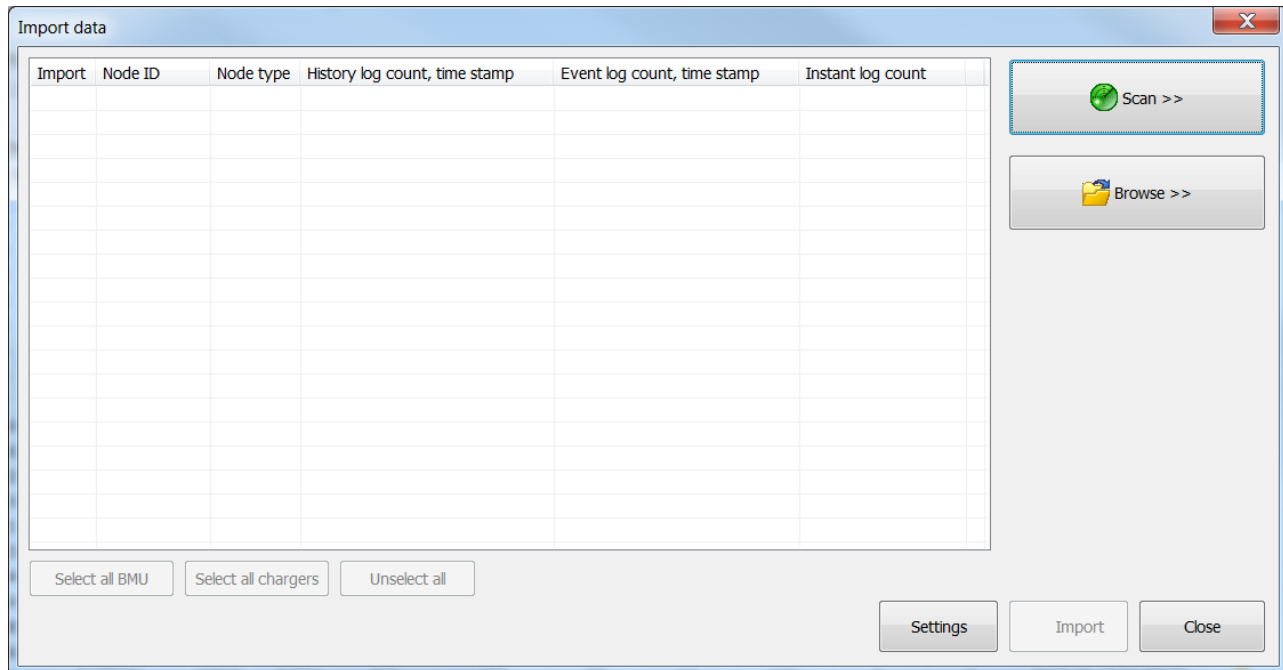 Import data
Import Node ID Node type History log count, time stamp Event log count, time stamp Instant log count
Scan >>
Browse >>
Select all BMU Select all chargers Unselect all
Settings Import Close